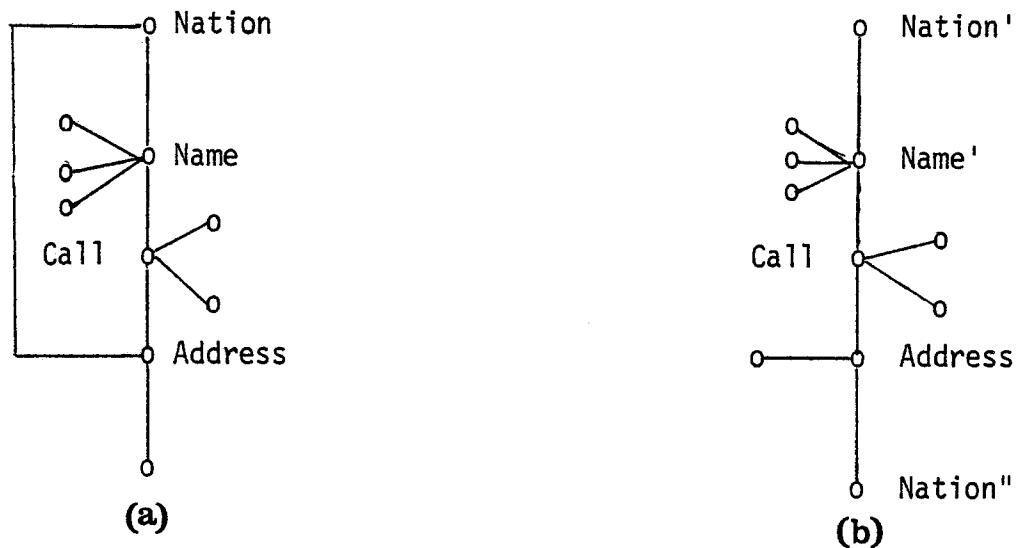 Nation
Name
Call
Address
(a)
Nation'
Name'
Call
Address
Nation"
(b)